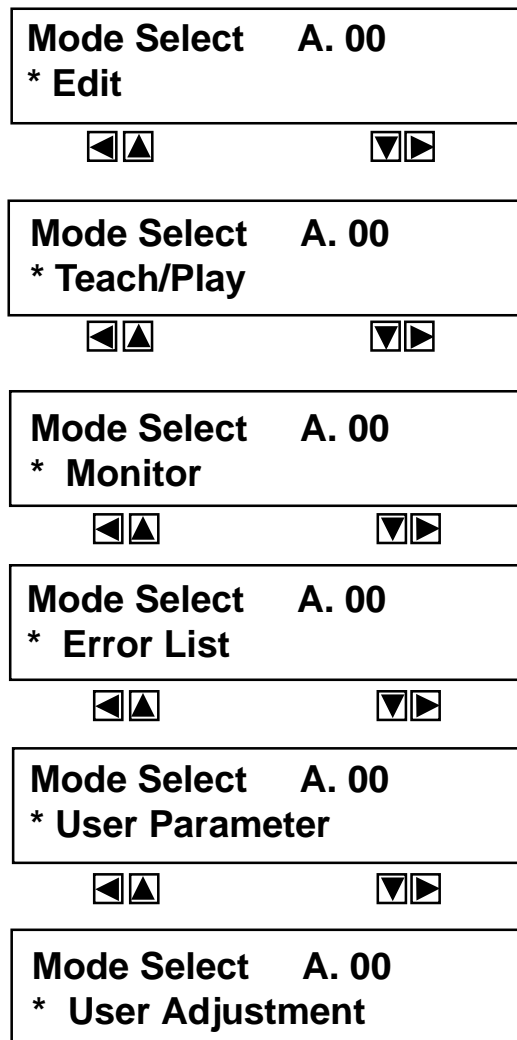 Mode Select A. 00
* Edit
◀▲ ▼▶
Mode Select A. 00
* Teach/Play
◀▲ ▼▶
Mode Select A. 00
* Monitor
◀▲ ▼▶
Mode Select A. 00
* Error List
◀▲ ▼▶
Mode Select A. 00
* User Parameter
◀▲ ▼▶
Mode Select A. 00
* User Adjustment